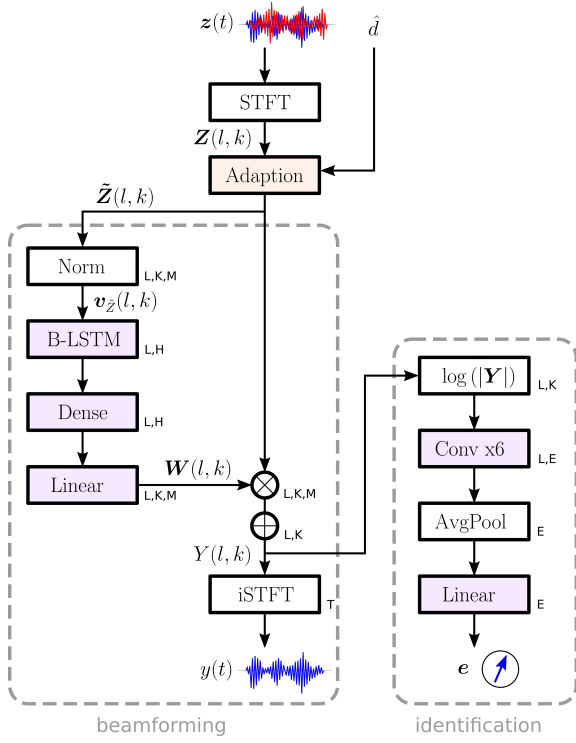 z(t)
d̂
STFT
Z(l, k)
Adaption
Z̃(l, k)
Norm
L,K,M
v_Z̃(l, k)
B-LSTM
L,H
Dense
L,H
Linear
L,K,M
W(l, k)
L,K,M
L,K
Y(l, k)
iSTFT
T
y(t)
beamforming
log (|Y|)
L,K
Conv x6
L,E
AvgPool
E
Linear
E
e
identification